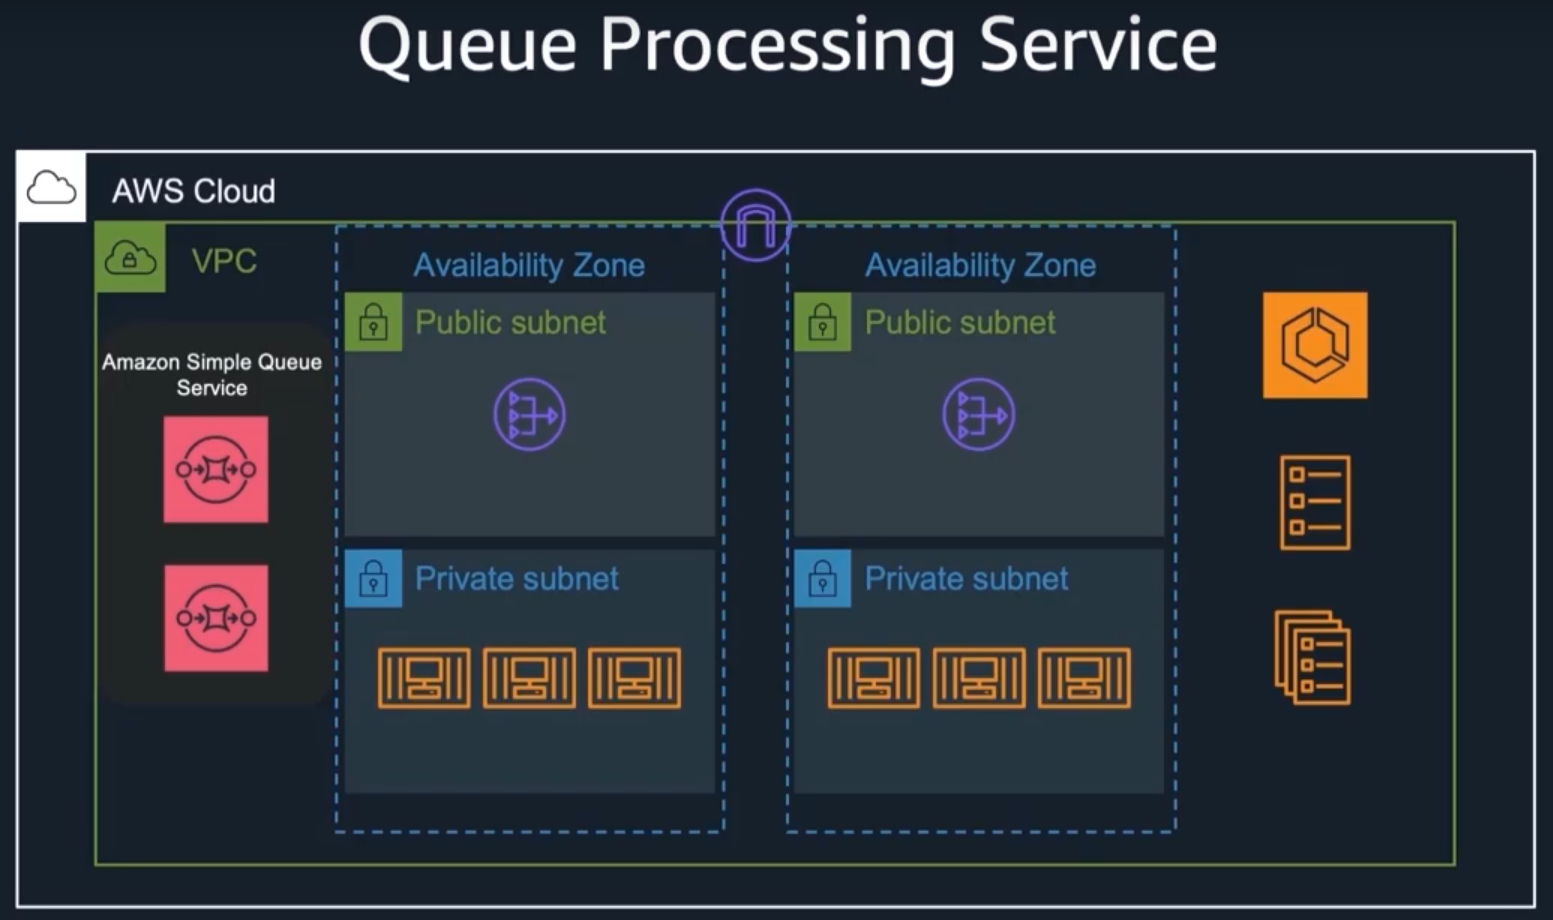 Queue Processing Service
AWS Cloud
VPC
Amazon Simple Queue
Service
Availability Zone
Public subnet
Private subnet
Availability Zone
Public subnet
Private subnet